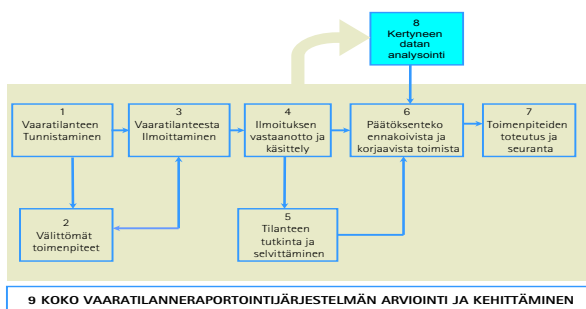 8
Kertyneen
datan
analysointi
1
Vaaratilanteen
Tunnistaminen
3
Vaaratilanteesta
Ilmoittaminen
4
Ilmoituksen
vastaanotto ja
käsittely
6
Päätöksenteko
ennakoivista ja
korjaavista toimista
7
Toimenpiteiden
toteutus ja
seuranta
2
Välittömät
toimenpiteet
5
Tilanteen
tutkinta ja
selvittäminen
9 KOKO VAARATILANNERAPORTOINTIJÄRJESTELMÄN ARVIOINTI JA KEHITTÄMINEN